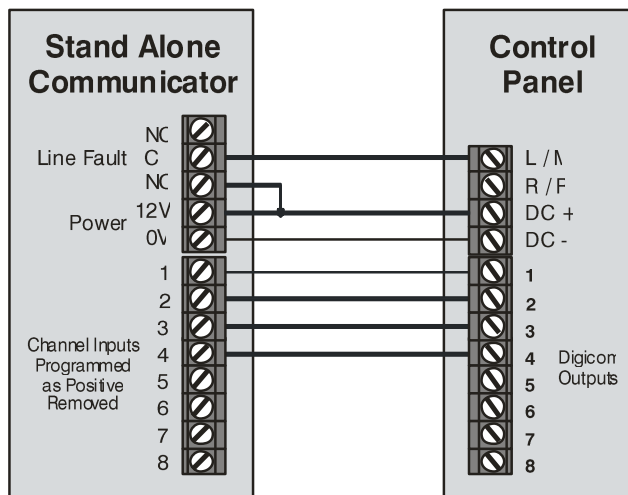 Stand Alone
Communicator
Control
Panel
Line Fault
NC
C
NC
Power
12V
0V
L / M
R / F
DC +
DC -
1
2
3
4
5
6
7
8
Channel Inputs
Programmed
as Positive
Removed
1
2
3
4
5
6
7
8
Digicom
Outputs